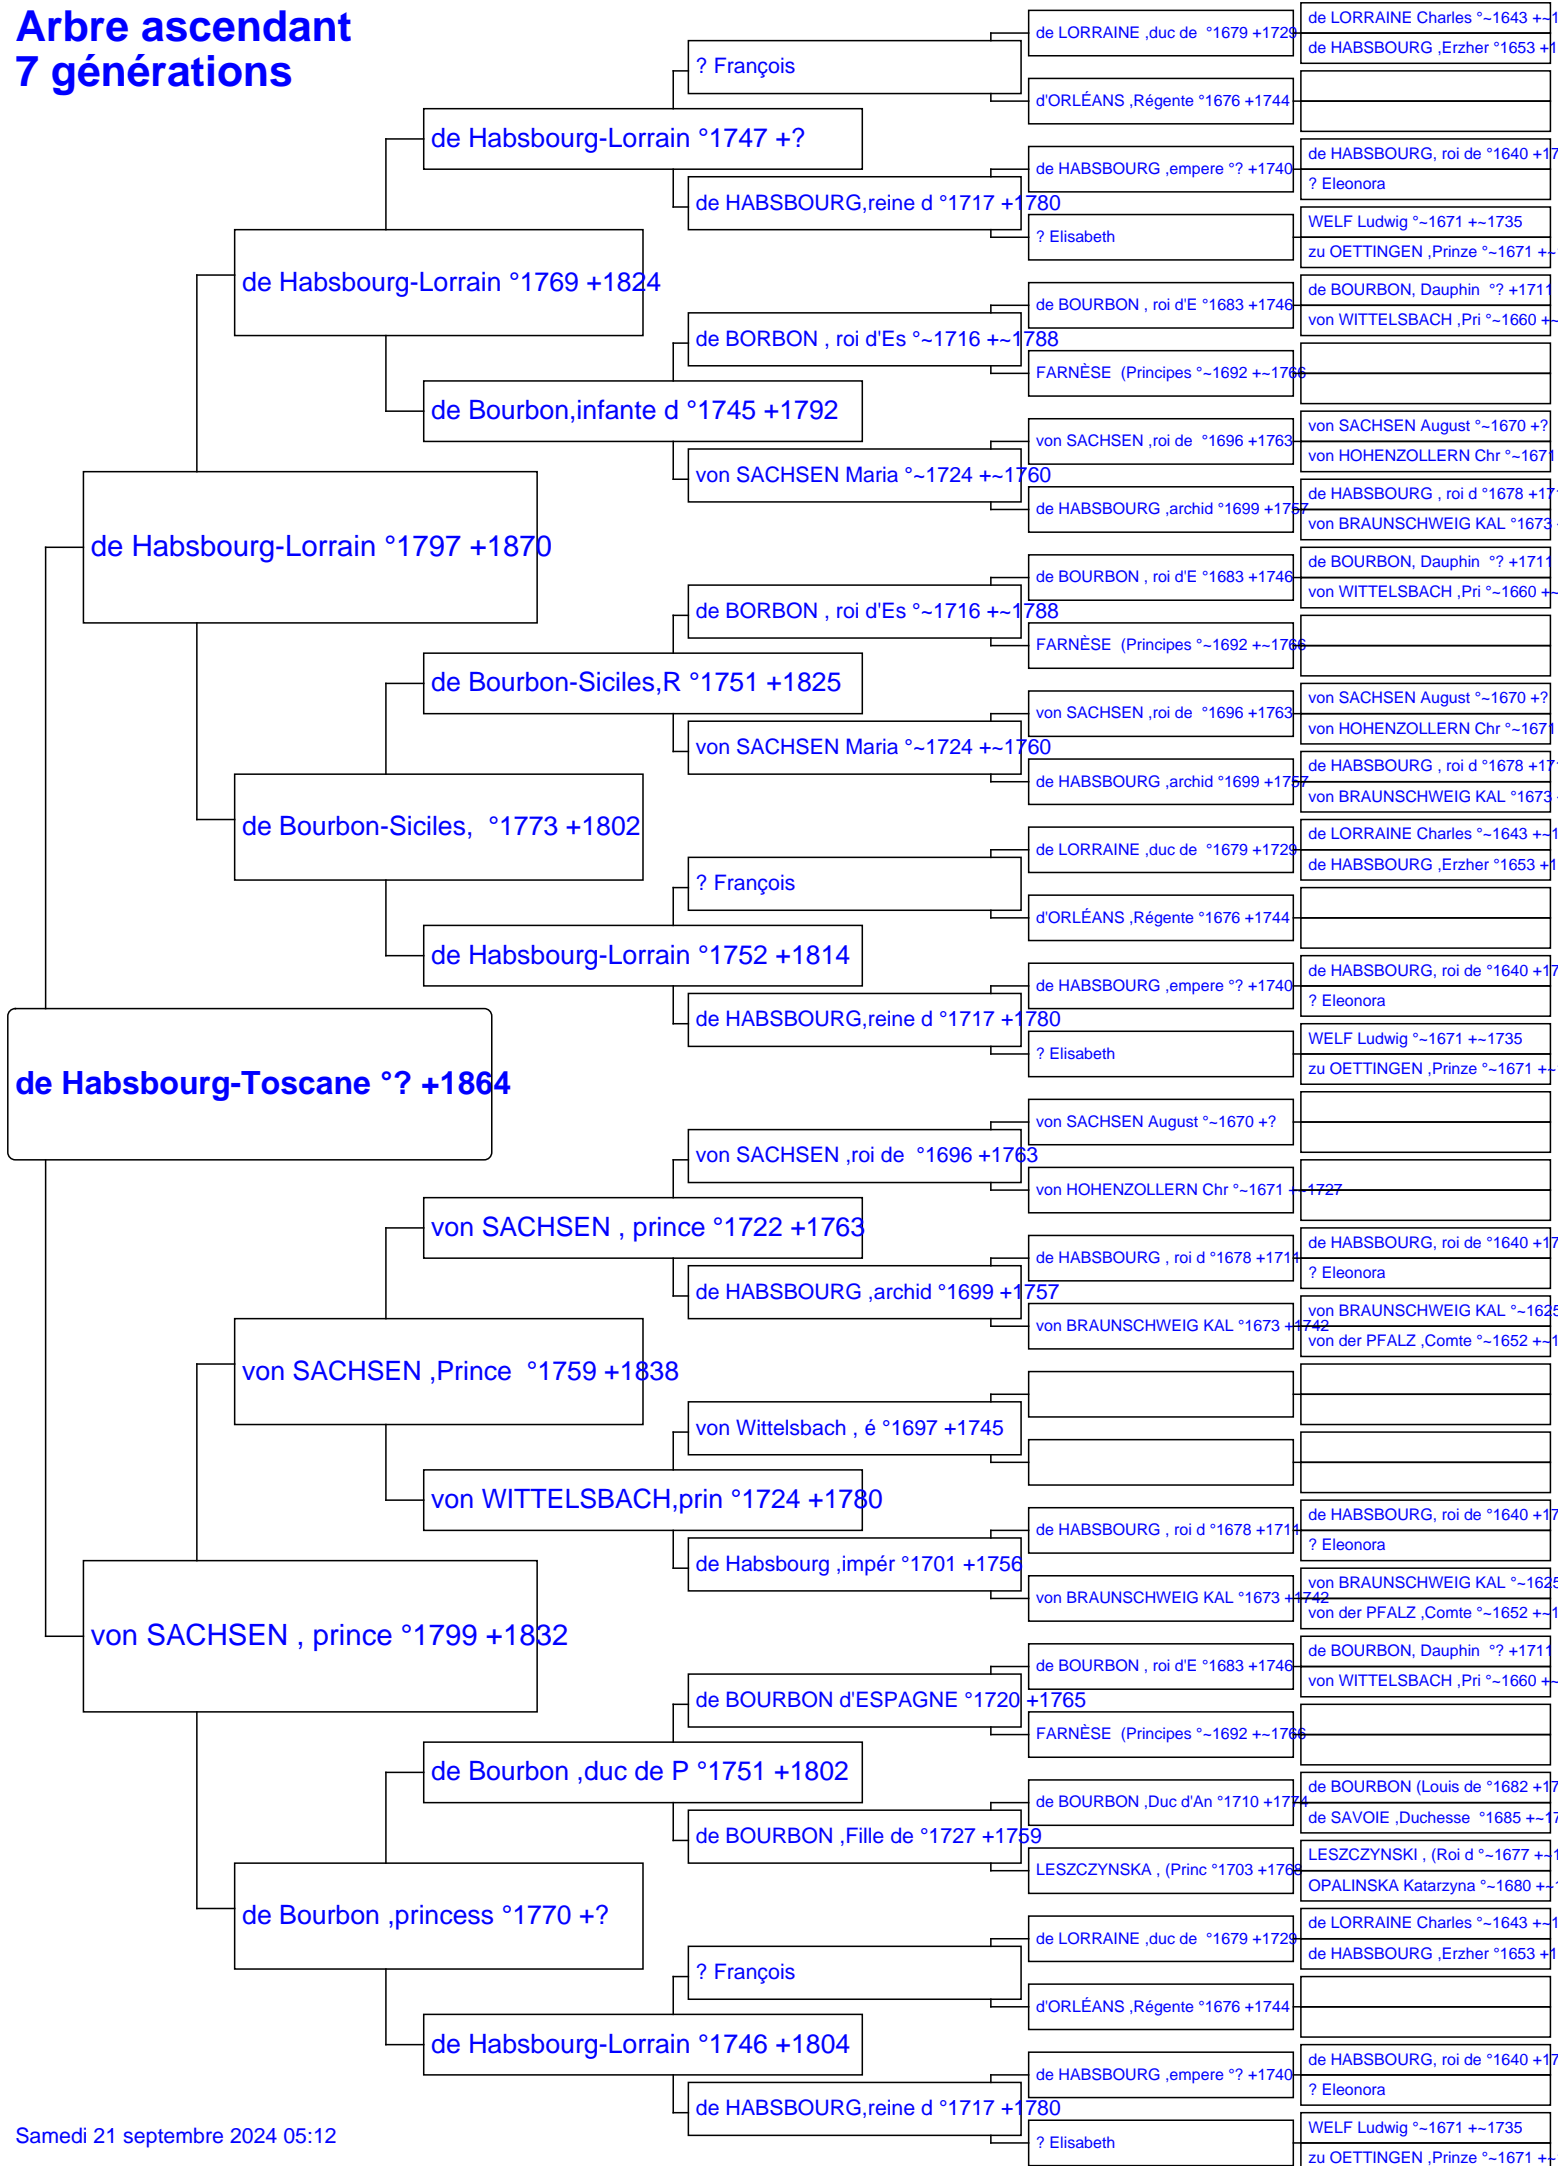 Arbre ascendant
7 générations
de Habsbourg-Toscane °? +1864
de Habsbourg-Lorrain °1797 +1870
von SACHSEN , prince °1799 +1832
de Habsbourg-Lorrain °1769 +1824
de Bourbon-Siciles, °1773 +1802
von SACHSEN ,Prince °1759 +1838
de Bourbon ,princess °1770 +?
de Habsbourg-Lorrain °1747 +?
de Bourbon,infante d °1745 +1792
de Bourbon-Siciles,R °1751 +1825
de Habsbourg-Lorrain °1752 +1814
von SACHSEN , prince °1722 +1763
von WITTELSBACH,prin °1724 +1780
de Bourbon ,duc de P °1751 +1802
de Habsbourg-Lorrain °1746 +1804
? François
de HABSBOURG,reine d °1717 +1780
de BORBON , roi d'Es °~1716 +~1788
von SACHSEN Maria °~1724 +~1760
de BORBON , roi d'Es °~1716 +~1788
von SACHSEN Maria °~1724 +~1760
? François
de HABSBOURG,reine d °1717 +1780
von SACHSEN ,roi de °1696 +1763
de HABSBOURG ,archid °1699 +1757
von Wittelsbach , é °1697 +1745
de Habsbourg ,impér °1701 +1756
de BOURBON d'ESPAGNE °1720 +1765
de BOURBON ,Fille de °1727 +1759
? François
de HABSBOURG,reine d °1717 +1780
de LORRAINE ,duc de °1679 +1729
d'ORLÉANS ,Régente °1676 +1744
de HABSBOURG ,empere °? +1740
? Elisabeth
de BOURBON , roi d'E °1683 +1746
FARNÈSE (Principes °~1692 +~1766
von SACHSEN ,roi de °1696 +1763
de HABSBOURG ,archid °1699 +1757
de BOURBON , roi d'E °1683 +1746
FARNÈSE (Principes °~1692 +~1766
von SACHSEN ,roi de °1696 +1763
de HABSBOURG ,archid °1699 +1757
de LORRAINE ,duc de °1679 +1729
d'ORLÉANS ,Régente °1676 +1744
de HABSBOURG ,empere °? +1740
? Elisabeth
von SACHSEN August °~1670 +?
von HOHENZOLLERN Chr °~1671 +~1727
de HABSBOURG , roi d °1678 +1711
von BRAUNSCHWEIG KAL °1673 +1742
de HABSBOURG , roi d °1678 +1711
von BRAUNSCHWEIG KAL °1673 +1742
de BOURBON , roi d'E °1683 +1746
FARNÈSE (Principes °~1692 +~1766
de BOURBON ,Duc d'An °1710 +1774
LESZCZYNSKA , (Princ °1703 +1768
de LORRAINE ,duc de °1679 +1729
d'ORLÉANS ,Régente °1676 +1744
de HABSBOURG ,empere °? +1740
? Elisabeth
de LORRAINE Charles °~1643 +~1
de HABSBOURG ,Erzher °1653 +1
de HABSBOURG, roi de °1640 +17
? Eleonora
WELF Ludwig °~1671 +~1735
zu OETTINGEN ,Prinze °~1671 +~
de BOURBON, Dauphin °? +1711
von WITTELSBACH ,Pri °~1660 +~
von SACHSEN August °~1670 +?
von HOHENZOLLERN Chr °~1671
de HABSBOURG , roi d °1678 +171
von BRAUNSCHWEIG KAL °1673 +
de BOURBON, Dauphin °? +1711
von WITTELSBACH ,Pri °~1660 +~
von SACHSEN August °~1670 +?
von HOHENZOLLERN Chr °~1671
de HABSBOURG , roi d °1678 +171
von BRAUNSCHWEIG KAL °1673 +
de LORRAINE Charles °~1643 +~1
de HABSBOURG ,Erzher °1653 +1
de HABSBOURG, roi de °1640 +17
? Eleonora
WELF Ludwig °~1671 +~1735
zu OETTINGEN ,Prinze °~1671 +~
de HABSBOURG, roi de °1640 +17
? Eleonora
von BRAUNSCHWEIG KAL °~1625
von der PFALZ ,Comte °~1652 +~1
de HABSBOURG, roi de °1640 +17
? Eleonora
von BRAUNSCHWEIG KAL °~1625
von der PFALZ ,Comte °~1652 +~1
de BOURBON, Dauphin °? +1711
von WITTELSBACH ,Pri °~1660 +~
de BOURBON (Louis de °1682 +17
de SAVOIE ,Duchesse °1685 +~17
LESZCZYNSKI , (Roi d °~1677 +~1
OPALINSKA Katarzyna °~1680 +~1
de LORRAINE Charles °~1643 +~1
de HABSBOURG ,Erzher °1653 +1
de HABSBOURG, roi de °1640 +17
? Eleonora
WELF Ludwig °~1671 +~1735
zu OETTINGEN ,Prinze °~1671 +~
Samedi 21 septembre 2024 05:12